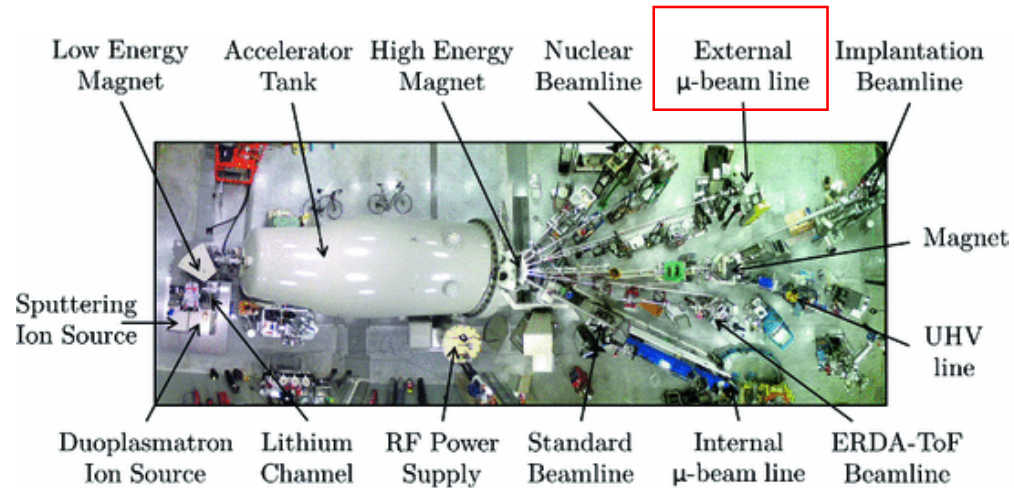 Low Energy
Magnet
Accelerator
Tank
High Energy
Magnet
Nuclear
Beamline
External
μ-beam line
Implantation
Beamline
Magnet
Sputtering
Ion Source
UHV
line
Duoplasmatron
Ion Source
Lithium
Channel
RF Power
Supply
Standard
Beamline
Internal
μ-beam line
ERDA-ToF
Beamline